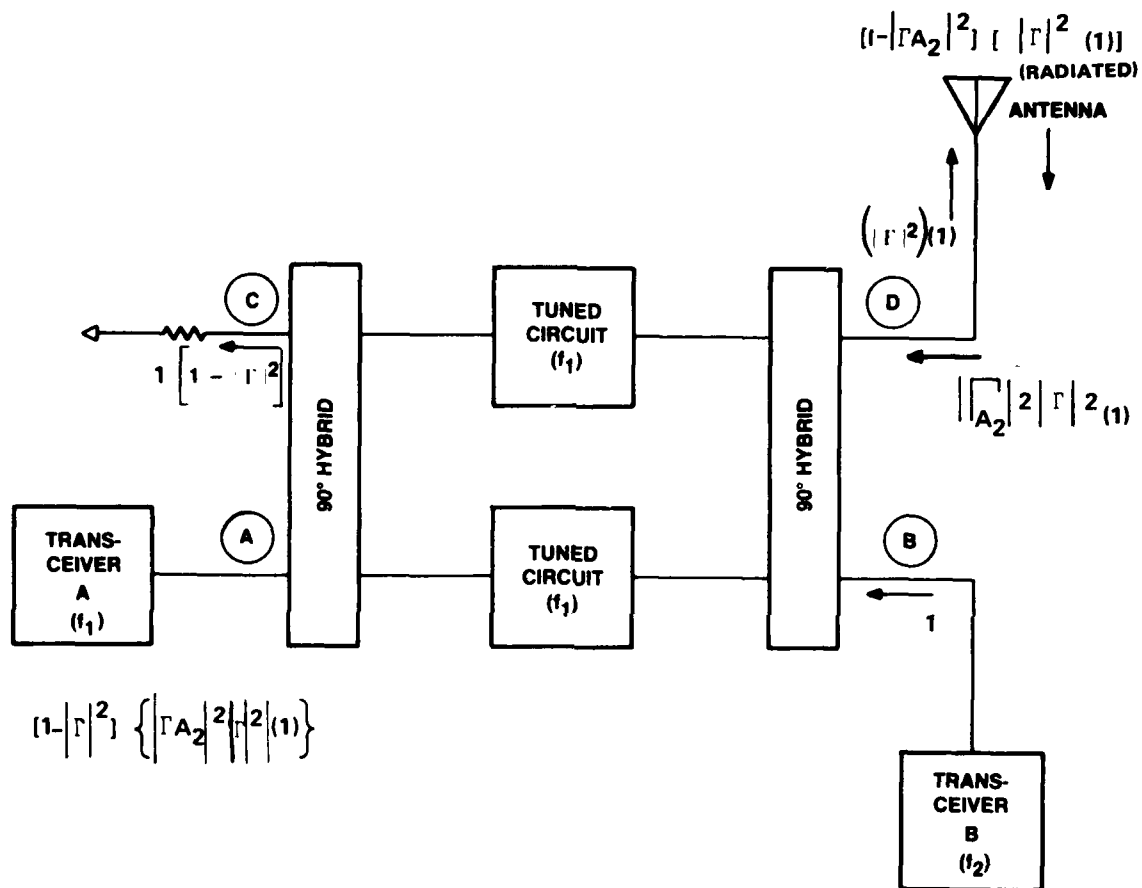 [1-|ΓA₂|²] [ |Γ|² (1)]
(RADIATED)
ANTENNA
(|Γ|²)(1)
C
TUNED
CIRCUIT
(f₁)
D
1 [1 - |Γ|²]
|ΓA₂|2|Γ|2(1)
90° HYBRID
90° HYBRID
TRANS-
CEIVER
A
(f₁)
A
TUNED
CIRCUIT
(f₁)
B
1
[1-|Γ|²] {|ΓA₂|²|Γ|²|(1)}
TRANS-
CEIVER
B
(f₂)